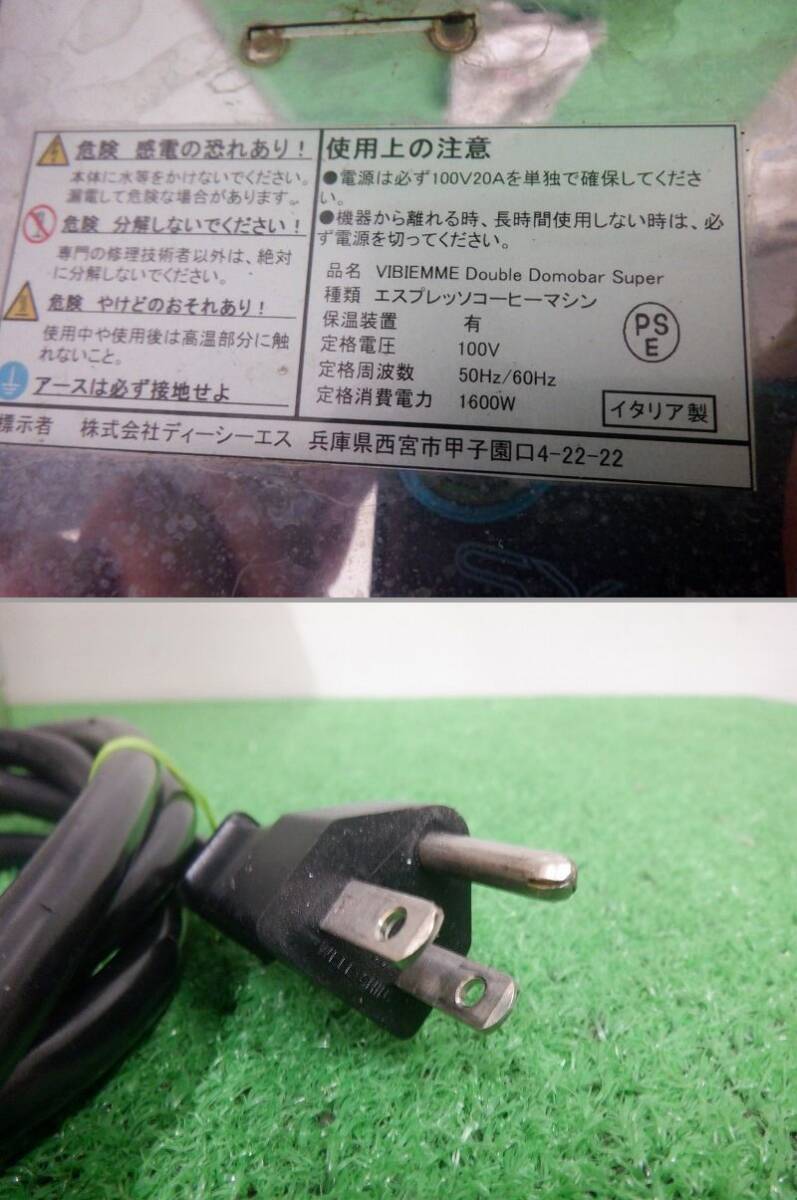 危険 感電の恐れあり！
本体に水等をかけないでください。
漏電して危険な場合があります。
危険 分解しないでください！
専門の修理技術者以外は、絶対
に分解しないでください。
危険 やけどのおそれあり！
使用中や使用後は高温部分に触
れないこと。
アースは必ず接地せよ
使用上の注意
●電源は必ず100V20Aを単独で確保してくださ
い。
●機器から離れる時、長時間使用しない時は、必
ず電源を切ってください。
品名 VIBIEMME Double Domobar Super
種類 エスプレッソコーヒーマシン
保温装置 有
定格電圧 100V
定格周波数 50Hz/60Hz
定格消費電力 1600W
PS
E
イタリア製
標示者 株式会社ディーシーエス 兵庫県西宮市甲子園口4-22-22